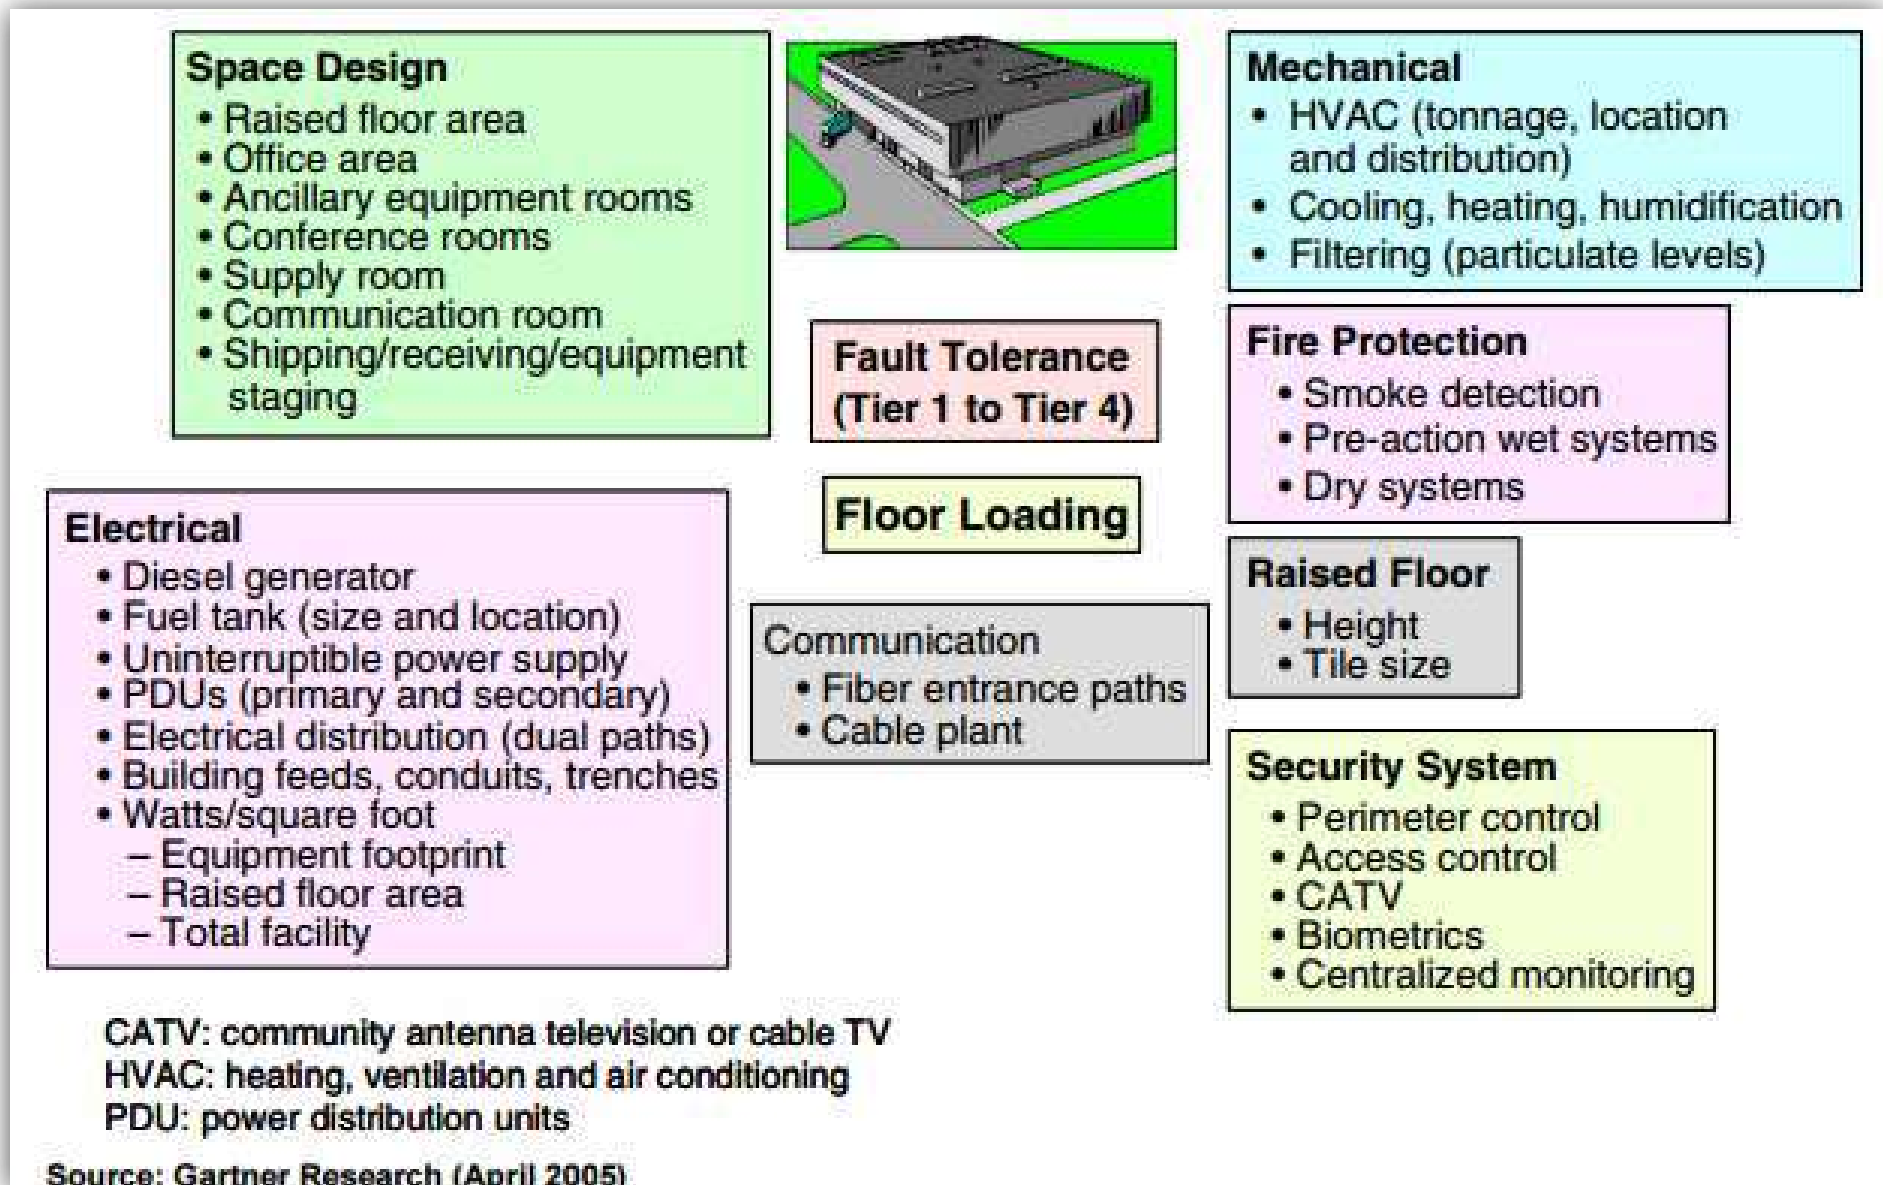 Space Design
• Raised floor area
• Office area
• Ancillary equipment rooms
• Conference rooms
• Supply room
• Communication room
• Shipping/receiving/equipment
staging
Fault Tolerance
(Tier 1 to Tier 4)
Floor Loading
Mechanical
• HVAC (tonnage, location
and distribution)
• Cooling, heating, humidification
• Filtering (particulate levels)
Fire Protection
• Smoke detection
• Pre-action wet systems
• Dry systems
Electrical
• Diesel generator
• Fuel tank (size and location)
• Uninterruptible power supply
• PDUs (primary and secondary)
• Electrical distribution (dual paths)
• Building feeds, conduits, trenches
• Watts/square foot
– Equipment footprint
– Raised floor area
– Total facility
Communication
• Fiber entrance paths
• Cable plant
Raised Floor
• Height
• Tile size
Security System
• Perimeter control
• Access control
• CATV
• Biometrics
• Centralized monitoring
CATV: community antenna television or cable TV
HVAC: heating, ventilation and air conditioning
PDU: power distribution units
Source: Gartner Research (April 2005)